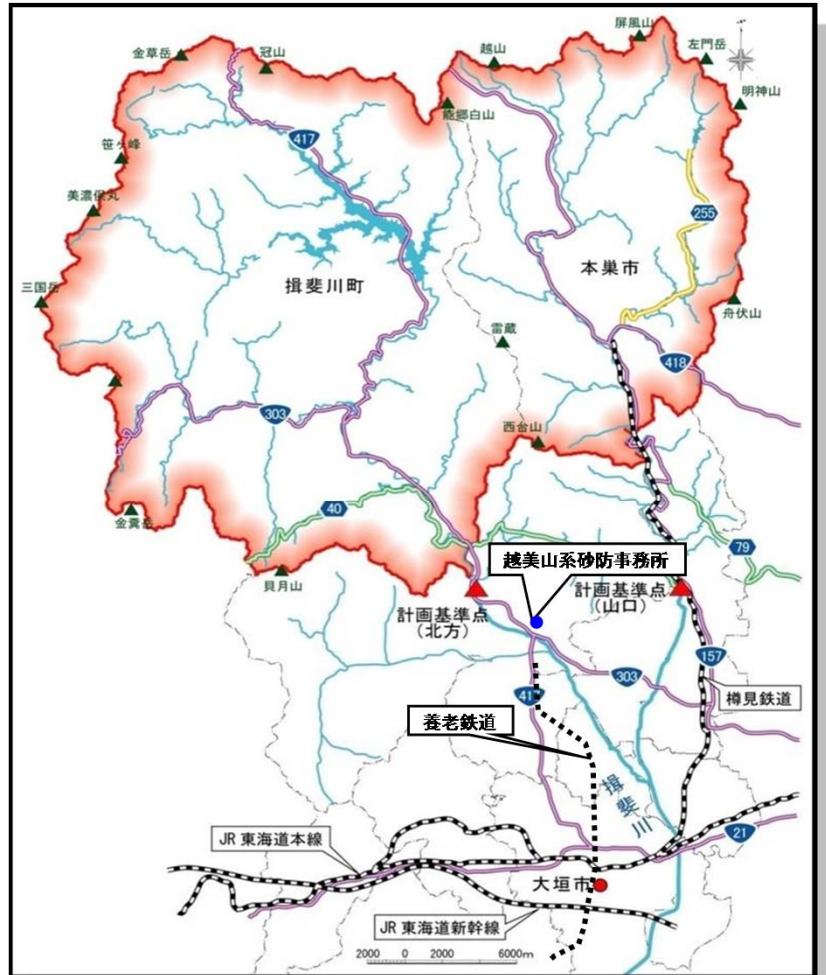 屏風山
金草岳
冠山
越山
左門岳
明神山
能郷白山
417
笹ヶ峰
美濃俣丸
255
本巣市
揖斐川町
三国岳
舟伏山
雷蔵
418
303
西台山
金糞岳
40
79
越美山系砂防事務所
貝月山
計画基準点
(北方)
計画基準点
(山口)
157
303
樽見鉄道
41
養老鉄道
揖斐川
21
JR東海道本線
大垣市
JR東海道新幹線
2000 0 2000 6000m